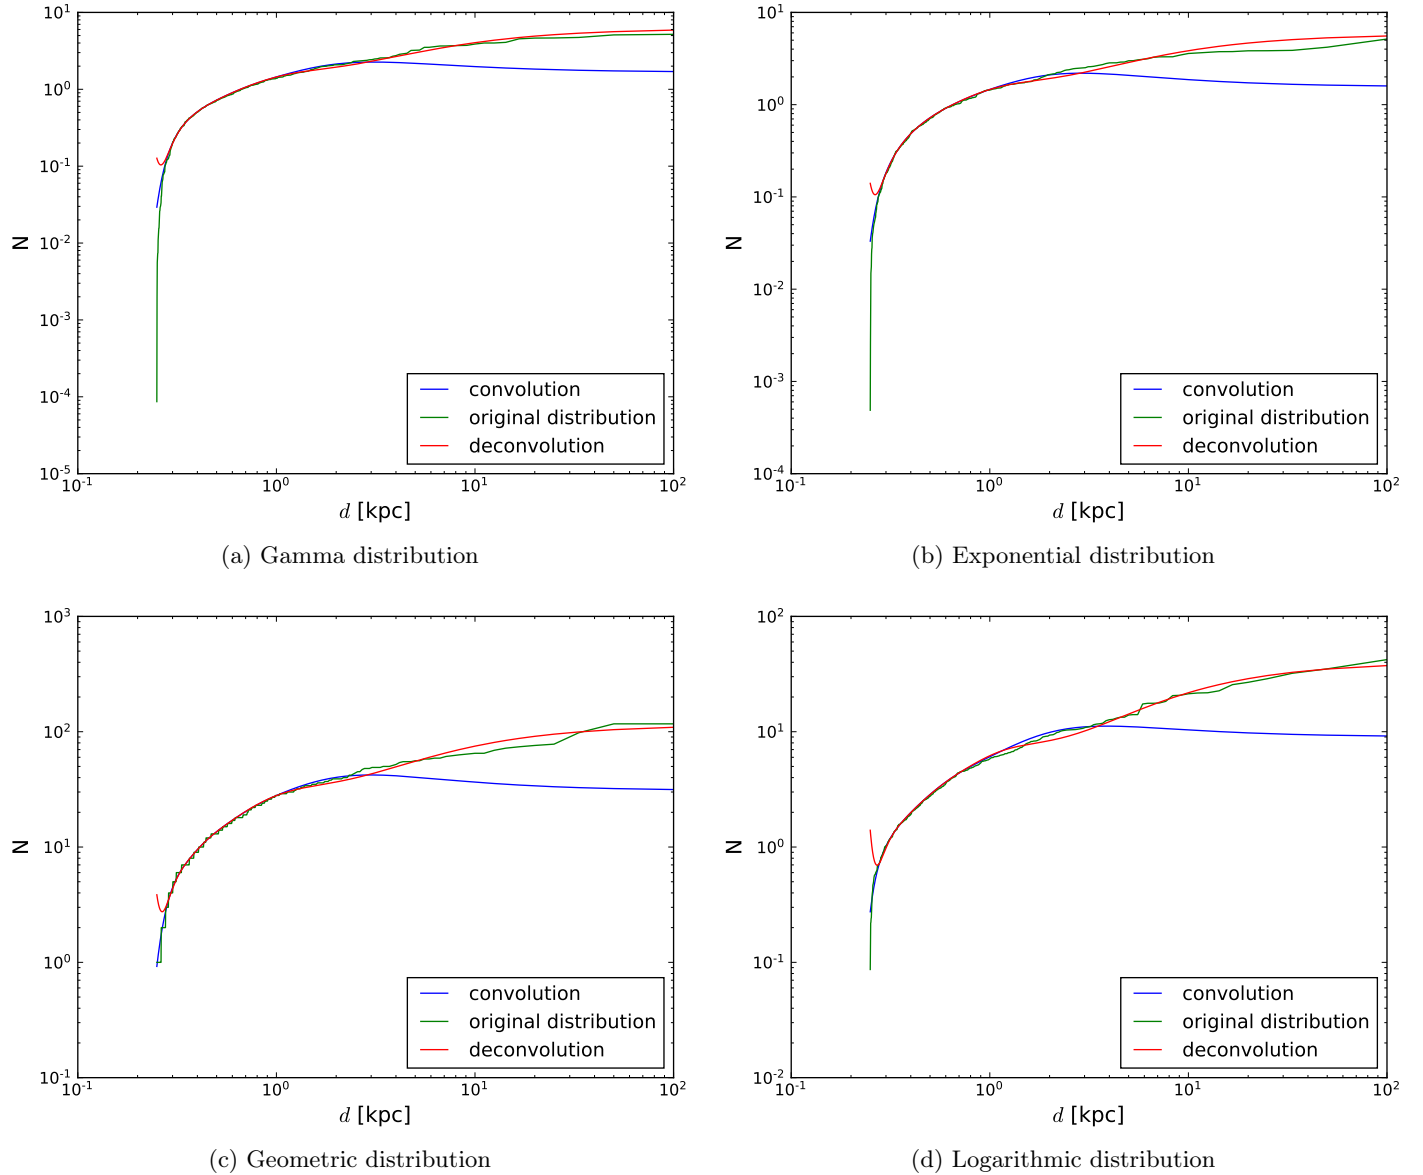 10^1
10^0
10^-1
10^-2
10^-3
10^-4
10^-5
N
10^-1 10^0 10^1 10^2
d [kpc]
convolution
original distribution
deconvolution
(a) Gamma distribution
10^1
10^0
10^-1
10^-2
10^-3
10^-4
N
10^-1 10^0 10^1 10^2
d [kpc]
convolution
original distribution
deconvolution
(b) Exponential distribution
10^3
10^2
10^1
10^0
10^-1
N
10^-1 10^0 10^1 10^2
d [kpc]
convolution
original distribution
deconvolution
(c) Geometric distribution
10^2
10^1
10^0
10^-1
10^-2
N
10^-1 10^0 10^1 10^2
d [kpc]
convolution
original distribution
deconvolution
(d) Logarithmic distribution